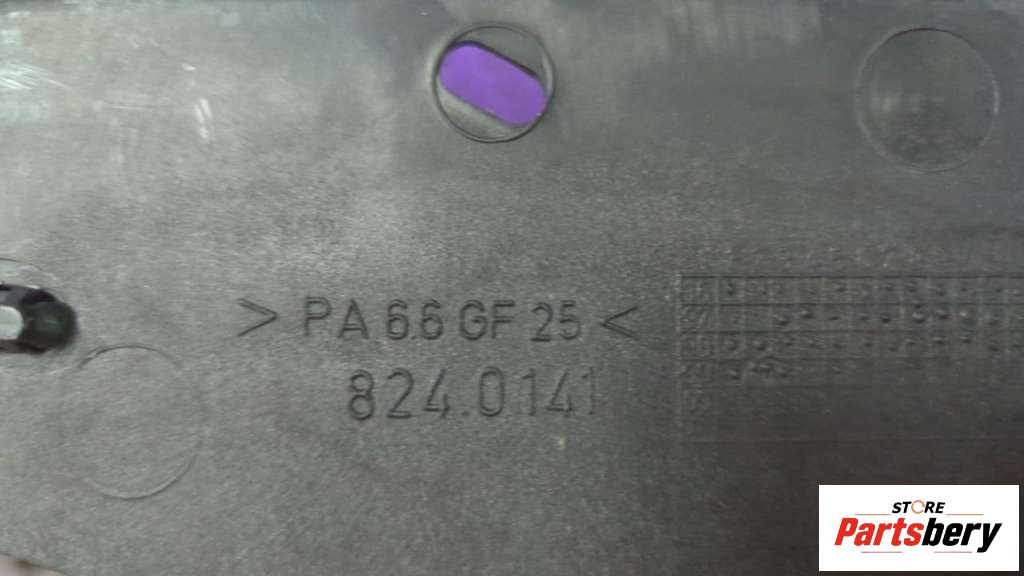 > PA 6.6 GF 25 <
824.0141
STORE
Partsbery